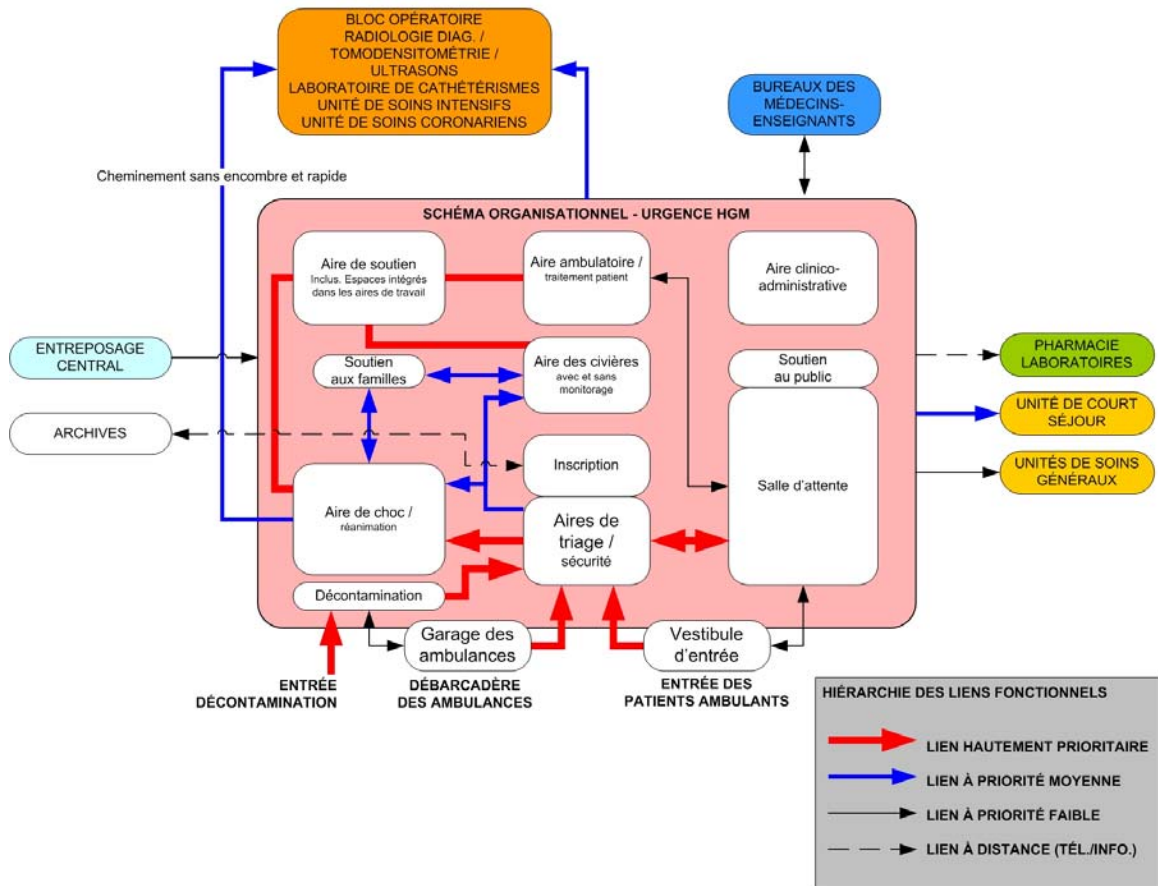 BLOC OPÉRATOIRE
RADIOLOGIE DIAG. /
TOMODENSITOMÉTRIE /
ULTRASONS
LABORATOIRE DE CATHÉTÉRISMES
UNITÉ DE SOINS INTENSIFS
UNITÉ DE SOINS CORONARIENS
BUREAUX DES
MÉDECINS-
ENSEIGNANTS
Cheminement sans encombre et rapide
SCHÉMA ORGANISATIONNEL - URGENCE HGM
Aire de soutien
Inclus. Espaces intégrés
dans les aires de travail
Aire ambulatoire /
traitement patient
Aire clinico-
administrative
ENTREPOSAGE
CENTRAL
Soutien
aux familles
Aire des civières
avec et sans
monitorage
Soutien
au public
PHARMACIE
LABORATOIRES
ARCHIVES
UNITÉ DE COURT
SÉJOUR
Inscription
Salle d'attente
UNITÉS DE SOINS
GÉNÉRAUX
Aire de choc /
réanimation
Aires de
triage /
sécurité
Décontamination
Garage des
ambulances
Vestibule
d'entrée
ENTRÉE
DÉCONTAMINATION
DÉBARCADÈRE
DES AMBULANCES
ENTRÉE DES
PATIENTS AMBULANTS
HIÉRARCHIE DES LIENS FONCTIONNELS
LIEN HAUTEMENT PRIORITAIRE
LIEN À PRIORITÉ MOYENNE
LIEN À PRIORITÉ FAIBLE
LIEN À DISTANCE (TÉL./INFO.)